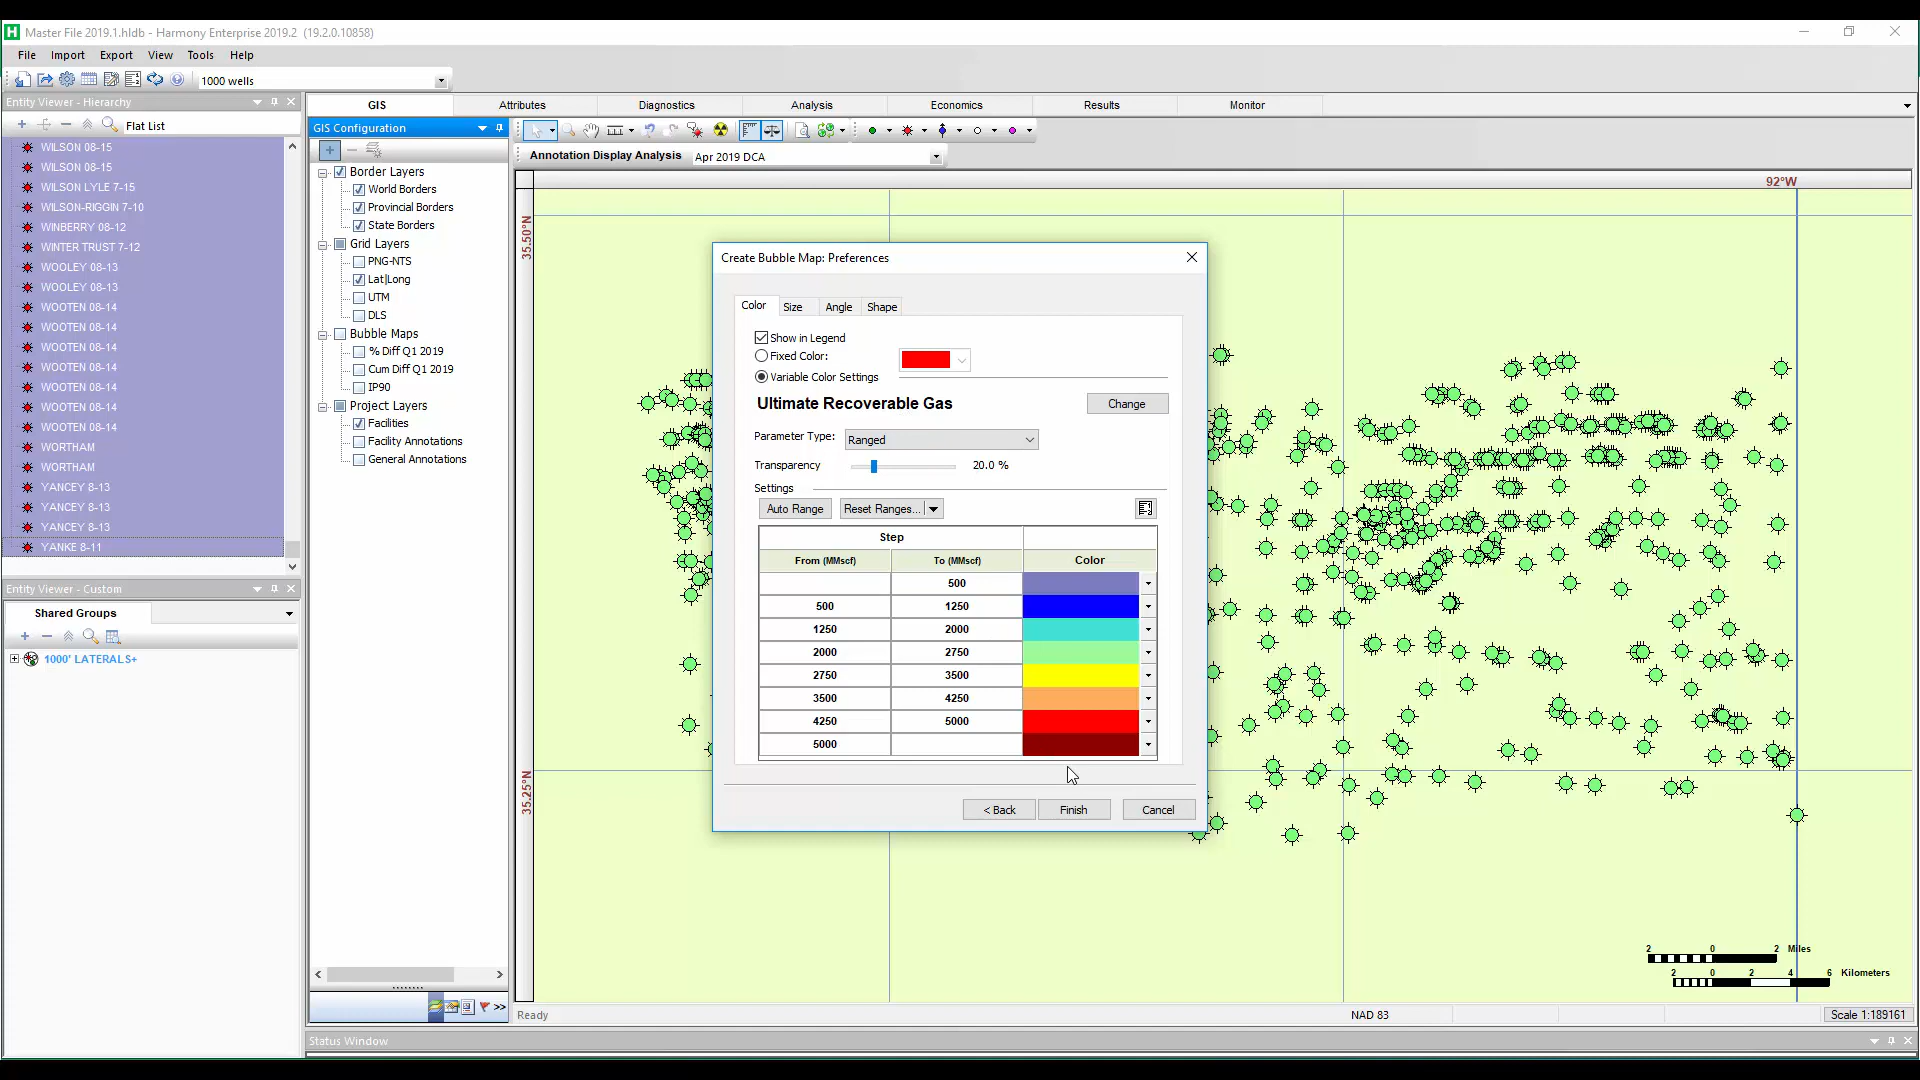 Master File 2019.1.hldb - Harmony Enterprise 2019.2 (19.2.0.10858)
File Import Export View Tools Help
1000 wells
Entity Viewer - Hierarchy
Flat List
WILSON 08-15
WILSON 08-15
WILSON LYLE 7-15
WILSON-RIGGIN 7-10
WINBERRY 08-12
WINTER TRUST 7-12
WOOLEY 08-13
WOOLEY 08-13
WOOTEN 08-14
WOOTEN 08-14
WOOTEN 08-14
WOOTEN 08-14
WOOTEN 08-14
WOOTEN 08-14
WOOTEN 08-14
WORTHAM
WORTHAM
YANCEY 8-13
YANCEY 8-13
YANCEY 8-13
YANKE 8-11
Entity Viewer - Custom
Shared Groups
1000' LATERALS+
GIS Attributes Diagnostics Analysis Economics Results Monitor
GIS Configuration
Border Layers
World Borders
Provincial Borders
State Borders
Grid Layers
PNG-NTS
Lat|Long
UTM
DLS
Bubble Maps
% Diff Q1 2019
Cum Diff Q1 2019
IP90
Project Layers
Facilities
Facility Annotations
General Annotations
>>
Annotation Display Analysis Apr 2019 DCA
92°W
35.50°N
35.25°N
Create Bubble Map: Preferences
Color Size Angle Shape
Show in Legend
Fixed Color:
Variable Color Settings
Ultimate Recoverable Gas Change
Parameter Type: Ranged
Transparency 20.0 %
Settings
Auto Range Reset Ranges...
Step
From (MMscf) To (MMscf) Color
500
500 1250
1250 2000
2000 2750
2750 3500
3500 4250
4250 5000
5000
< Back Finish Cancel
2 0 2 Miles
2 0 2 4 6 Kilometers
Ready NAD 83 Scale 1:189161
Status Window